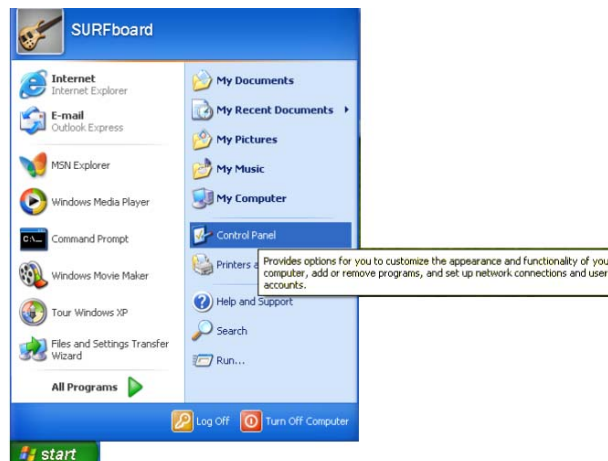 SURFboard
Internet
Internet Explorer
E-mail
Outlook Express
MSN Explorer
Windows Media Player
Command Prompt
Windows Movie Maker
Tour Windows XP
Files and Settings Transfer
Wizard
All Programs
My Documents
My Recent Documents
My Pictures
My Music
My Computer
Control Panel
Printers a
Provides options for you to customize the appearance and functionality of you
computer, add or remove programs, and set up network connections and user
accounts.
Help and Support
Search
Run...
Log Off
Turn Off Computer
start